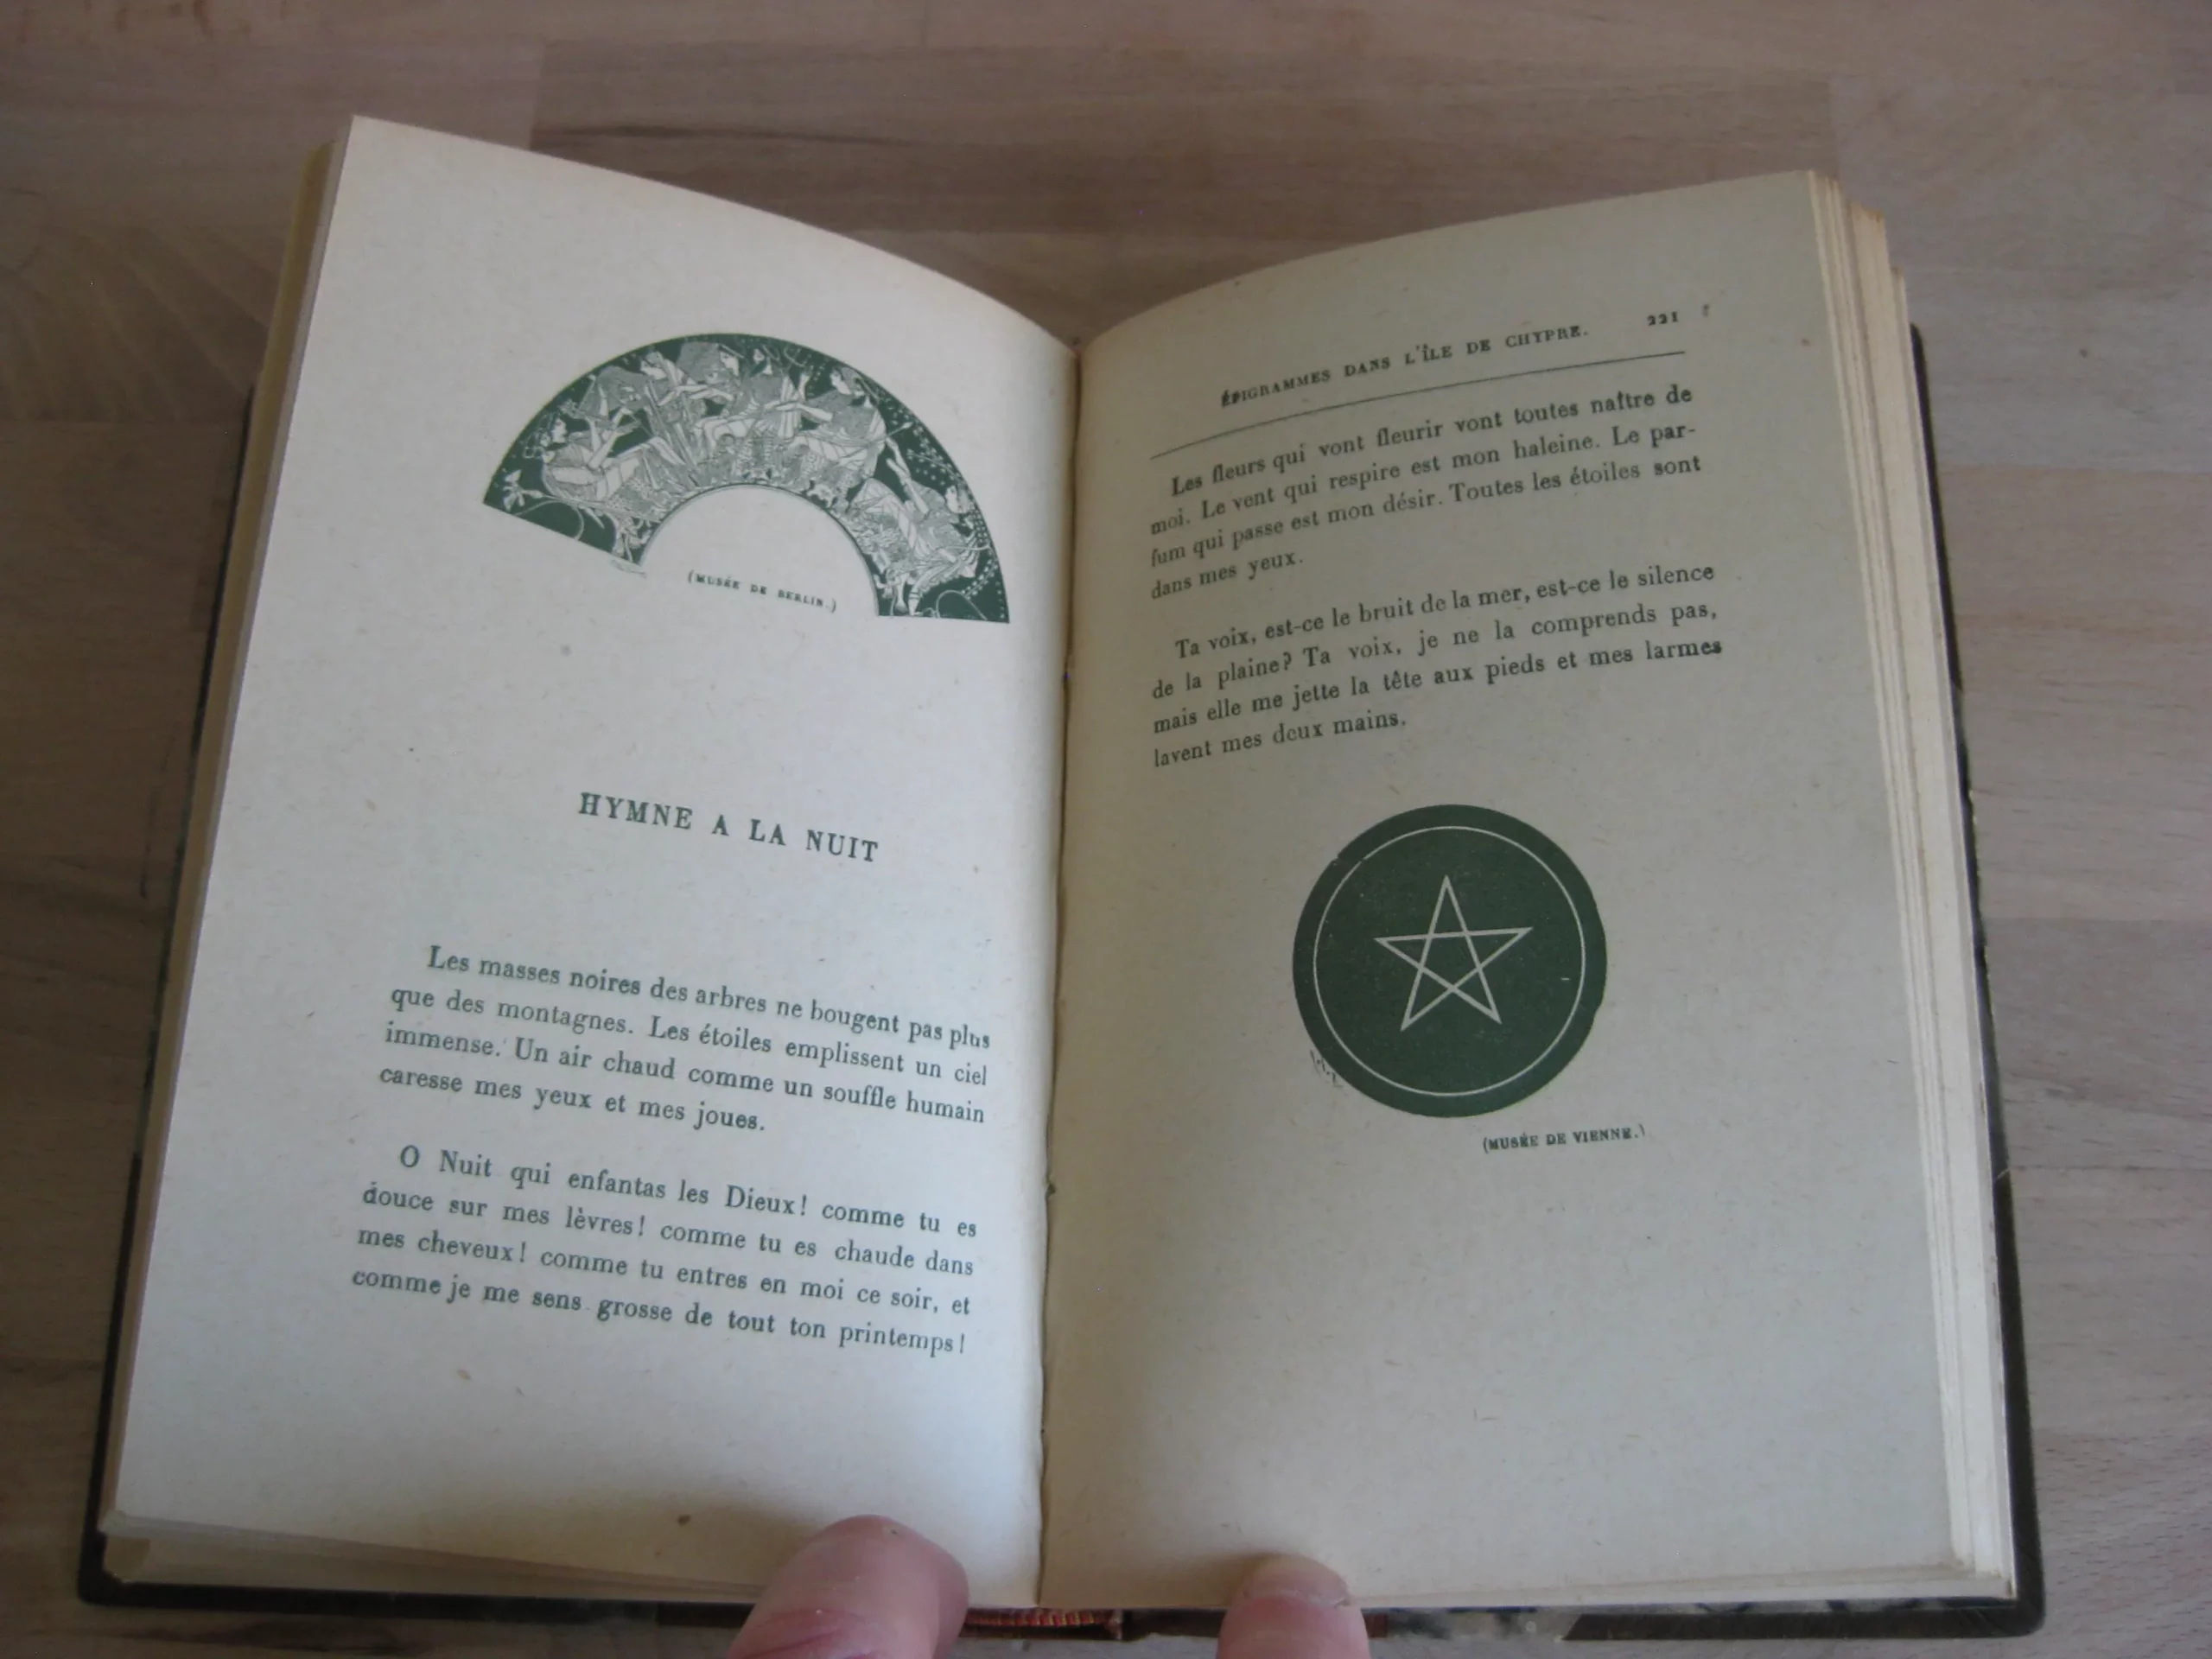 (MUSÉE DE BERLIN.)
HYMNE A LA NUIT
Les masses noires des arbres ne bougent pas plus
que des montagnes. Les étoiles emplissent un ciel
immense. Un air chaud comme un souffle humain
caresse mes yeux et mes joues.
O Nuit qui enfantas les Dieux! comme tu es
douce sur mes lèvres! comme tu es chaude dans
mes cheveux! comme tu entres en moi ce soir, et
comme je me sens grosse de tout ton printemps!
ÉPIGRAMMES DANS L'ÎLE DE CHYPRE. 221
Les fleurs qui vont fleurir vont toutes naître de
moi. Le vent qui respire est mon haleine. Le par-
fum qui passe est mon désir. Toutes les étoiles sont
dans mes yeux.
Ta voix, est-ce le bruit de la mer, est-ce le silence
de la plaine? Ta voix, je ne la comprends pas,
mais elle me jette la tête aux pieds et mes larmes
lavent mes deux mains.
(MUSÉE DE VIENNE.)